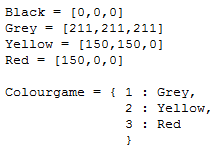 Black = [0,0,0]
Grey = [211,211,211]
Yellow = [150,150,0]
Red = [150,0,0]
Colourgame = { 1 : Grey,
2 : Yellow,
3 : Red
}